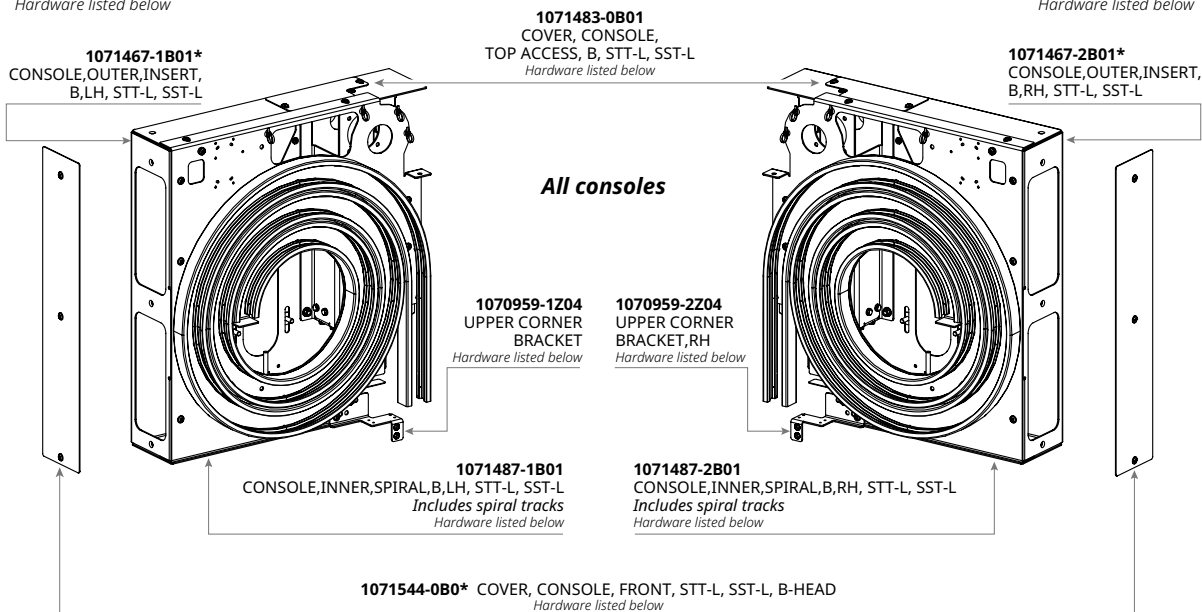 Hardware listed below
Hardware listed below
1071483-0B01
COVER, CONSOLE,
TOP ACCESS, B, STT-L, SST-L
Hardware listed below
1071467-1B01*
CONSOLE,OUTER,INSERT,
B,LH, STT-L, SST-L
1071467-2B01*
CONSOLE,OUTER,INSERT,
B,RH, STT-L, SST-L
All consoles
1070959-1Z04
UPPER CORNER
BRACKET
Hardware listed below
1070959-2Z04
UPPER CORNER
BRACKET,RH
Hardware listed below
1071487-1B01
CONSOLE,INNER,SPIRAL,B,LH, STT-L, SST-L
Includes spiral tracks
Hardware listed below
1071487-2B01
CONSOLE,INNER,SPIRAL,B,RH, STT-L, SST-L
Includes spiral tracks
Hardware listed below
1071544-0B0* COVER, CONSOLE, FRONT, STT-L, SST-L, B-HEAD
Hardware listed below